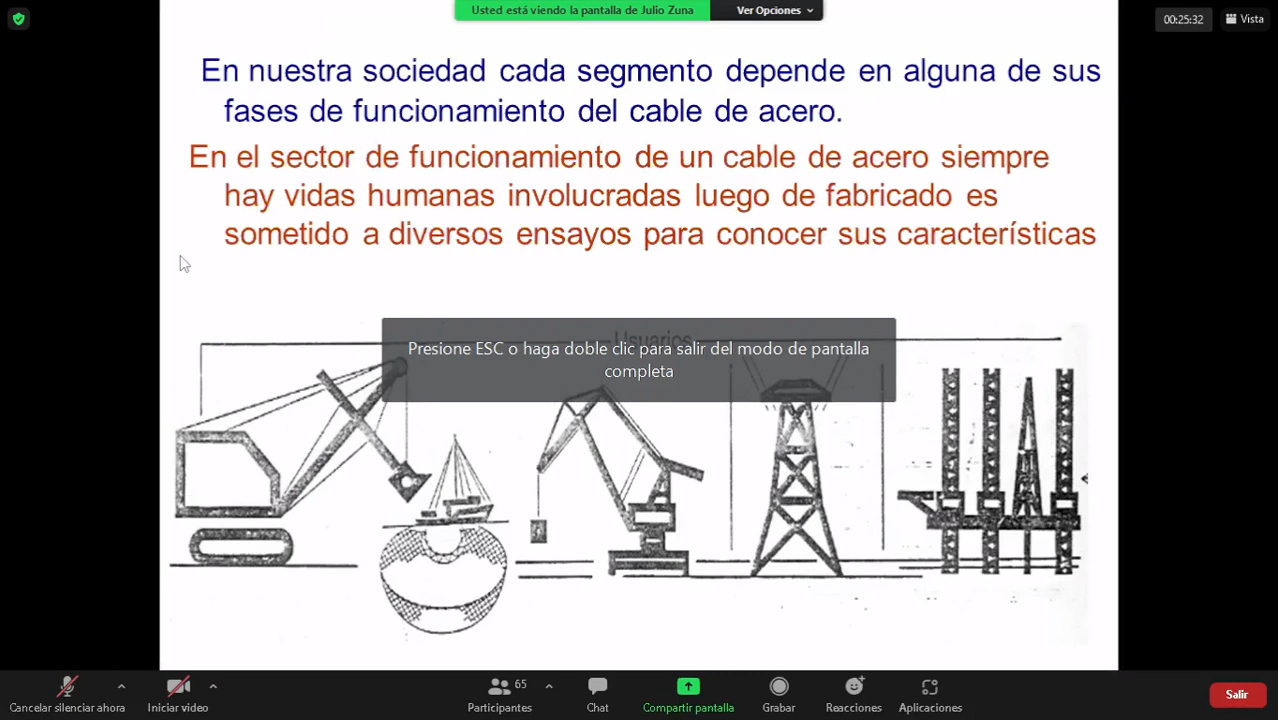 Usted está viendo la pantalla de Julio Zuna
Ver Opciones
00:25:32
Vista
En nuestra sociedad cada segmento depende en alguna de sus
fases de funcionamiento del cable de acero.
En el sector de funcionamiento de un cable de acero siempre
hay vidas humanas involucradas luego de fabricado es
sometido a diversos ensayos para conocer sus características
Usuarios
Presione ESC o haga doble clic para salir del modo de pantalla
completa
Cancelar silenciar ahora
Iniciar video
65
Participantes
Chat
Compartir pantalla
Grabar
Reacciones
Aplicaciones
Salir